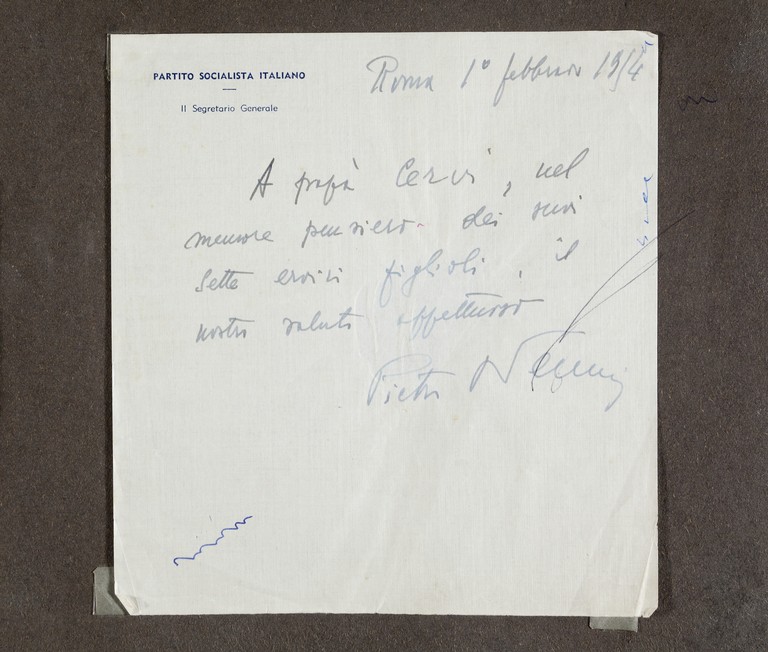 PARTITO SOCIALISTA ITALIANO
Il Segretario Generale
Roma 1° febbraio 1954
A papà Cervi, nel
memore pensiero dei suoi
sette eroici figlioli, il
nostro saluto affettuoso
Pietro Nenni